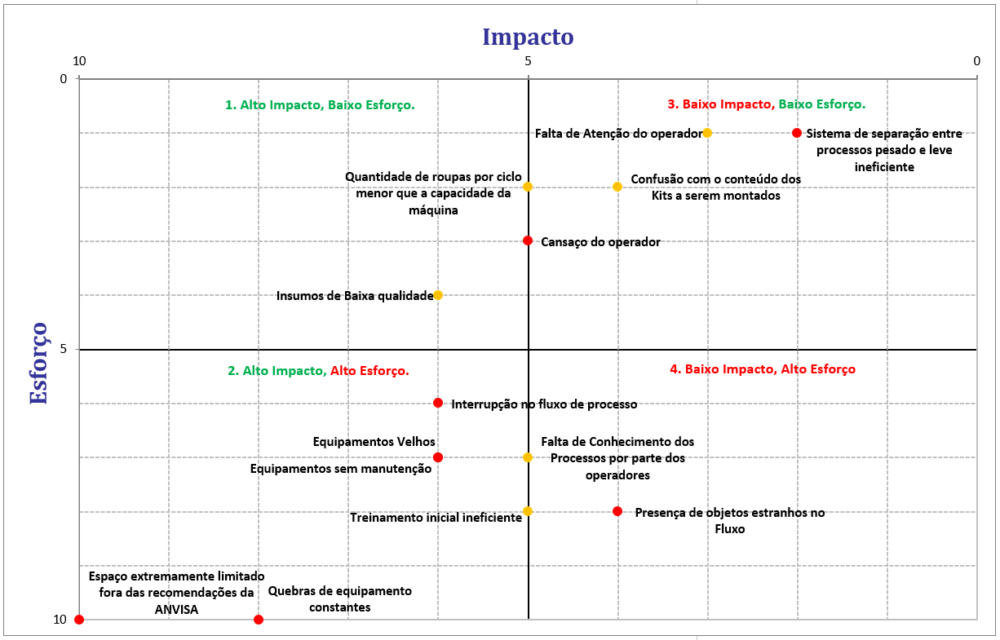 Impacto
10
5
0
0
1. Alto Impacto, Baixo Esforço.
3. Baixo Impacto, Baixo Esforço.
Falta de Atenção do operador
Sistema de separação entre
processos pesado e leve
ineficiente
Quantidade de roupas por ciclo
menor que a capacidade da
máquina
Confusão com o conteúdo dos
Kits a serem montados
Cansaço do operador
Insumos de Baixa qualidade
Esforço
5
2. Alto Impacto, Alto Esforço.
4. Baixo Impacto, Alto Esforço
Interrupção no fluxo de processo
Equipamentos Velhos
Equipamentos sem manutenção
Falta de Conhecimento dos
Processos por parte dos
operadores
Treinamento inicial ineficiente
Presença de objetos estranhos no
Fluxo
Espaço extremamente limitado
fora das recomendações da
ANVISA
Quebras de equipamento
constantes
10